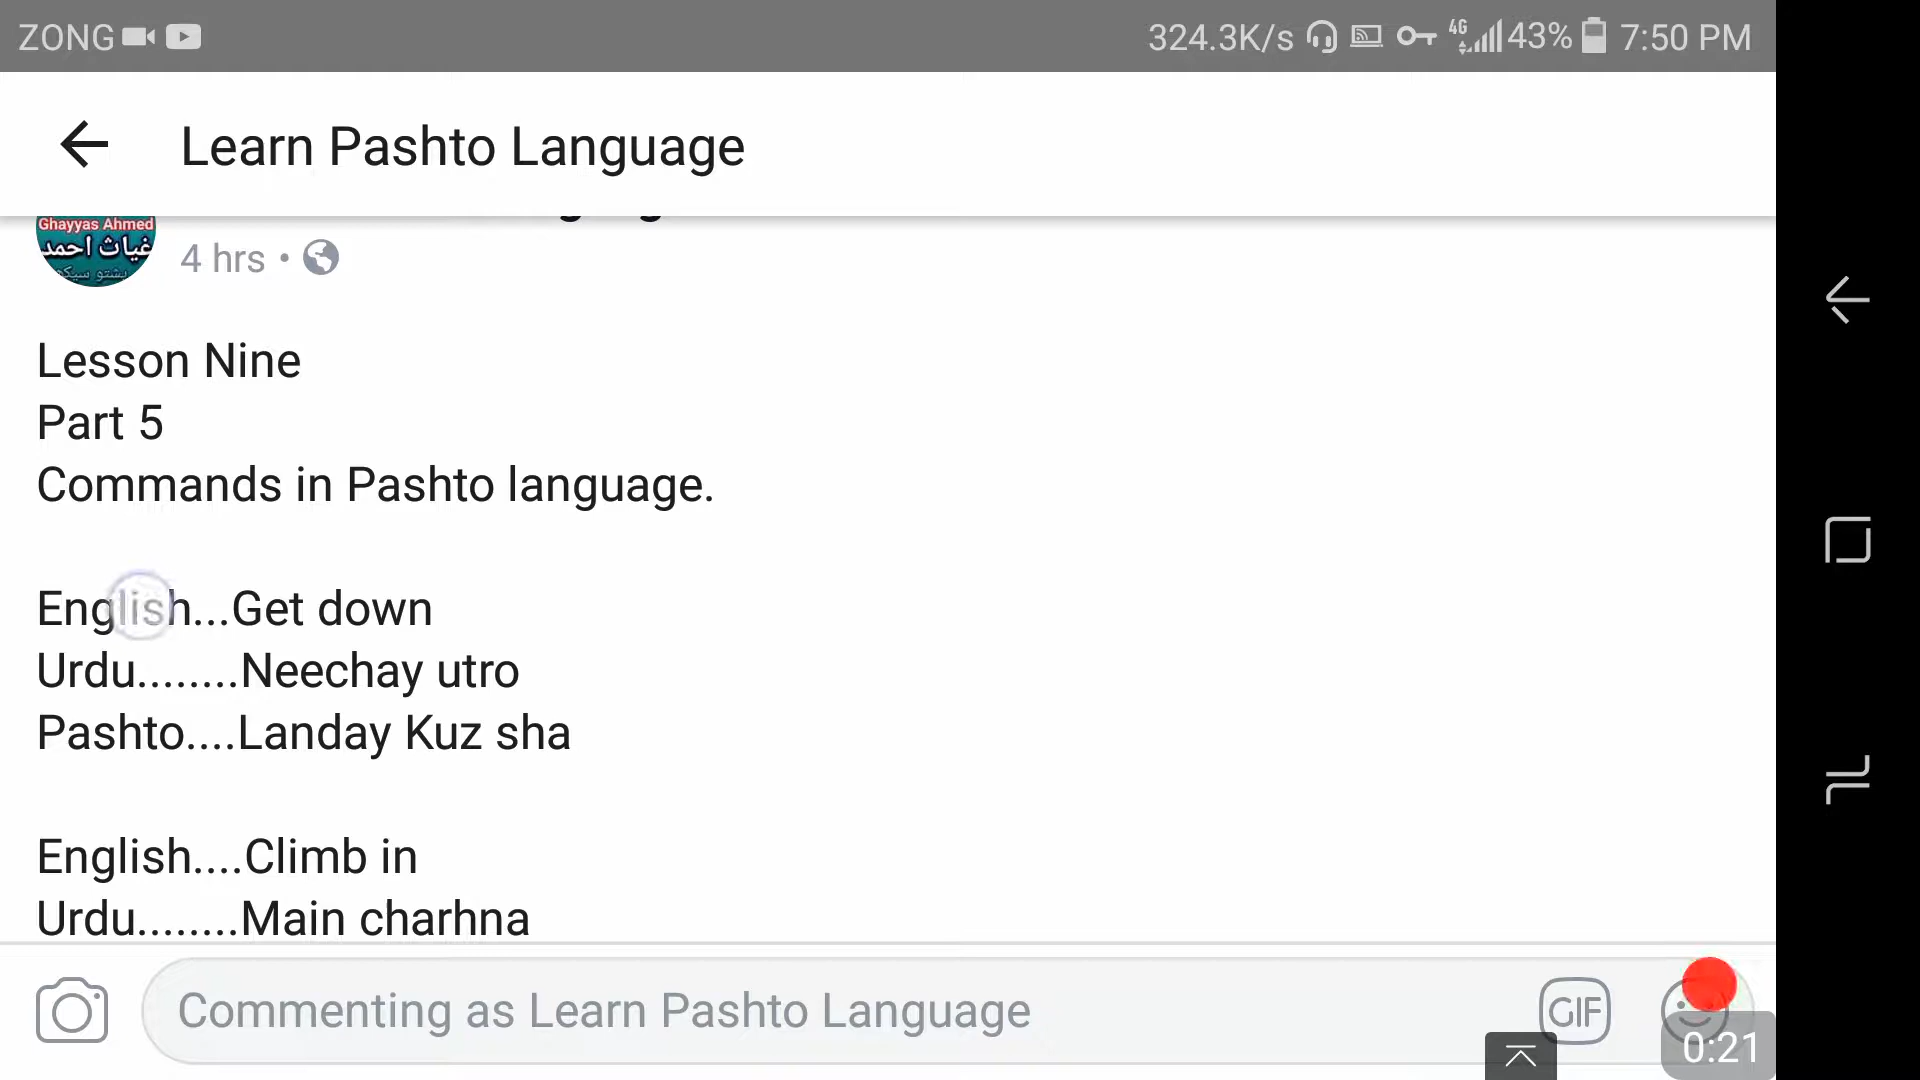 ZONG 324.3K/s 4G 43% 7:50 PM
Learn Pashto Language
Ghayyas Ahmed
غیاث احمد
4 hrs •
Lesson Nine
Part 5
Commands in Pashto language.
English...Get down
Urdu........Neechay utro
Pashto....Landay Kuz sha
English....Climb in
Urdu........Main charhna
Commenting as Learn Pashto Language GIF
0:21